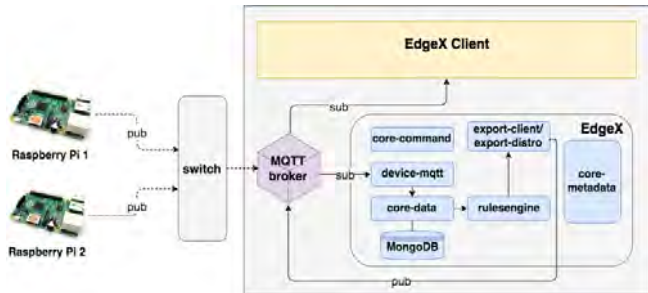 EdgeX Client
pub
Raspberry Pi 1
switch
sub
MQTT
broker
sub
core-command
export-client/
export-distro
EdgeX
device-mqtt
core-
metadata
core-data
rulesengine
MongoDB
pub
Raspberry Pi 2
pub